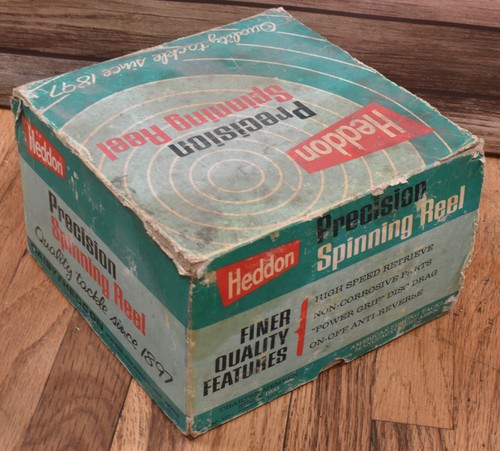 Quality tackle since 1897
Precision
Spinning Reel
Heddon
Heddon
Precision
Spinning Reel
Quality tackle since 1897
Heddon
Precision
Spinning Reel
FINER
QUALITY
FEATURES
HIGH SPEED RETRIEVE
NON-CORROSIVE PARTS
"POWER GRIP" DISC DRAG
ON-OFF ANTI-REVERSE